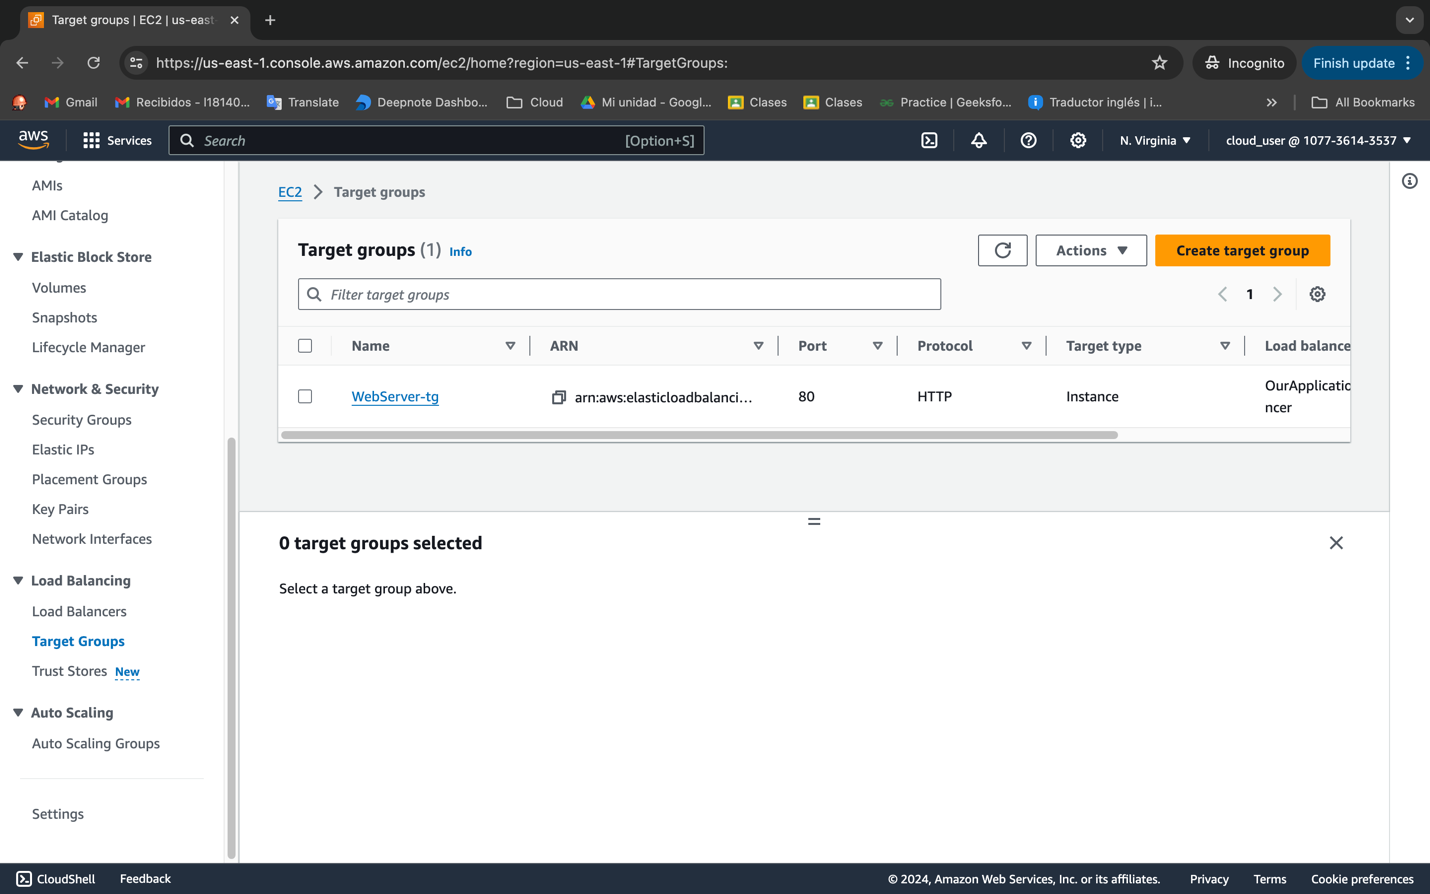 Target groups | EC2 | us-east-
https://us-east-1.console.aws.amazon.com/ec2/home?region=us-east-1#TargetGroups:
Incognito
Finish update
Gmail
Recibidos - l18140...
Translate
Deepnote Dashbo...
Cloud
Mi unidad - Googl...
Clases
Clases
Practice | Geeksfo...
Traductor inglés | i...
All Bookmarks
aws
Services
Search
[Option+S]
N. Virginia
cloud_user @ 1077-3614-3537
AMIs
AMI Catalog
Elastic Block Store
Volumes
Snapshots
Lifecycle Manager
Network & Security
Security Groups
Elastic IPs
Placement Groups
Key Pairs
Network Interfaces
Load Balancing
Load Balancers
Target Groups
Trust Stores New
Auto Scaling
Auto Scaling Groups
Settings
EC2 > Target groups
Target groups (1) Info
Actions
Create target group
Filter target groups
1
Name ARN Port Protocol Target type Load balance
WebServer-tg arn:aws:elasticloadbalanci... 80 HTTP Instance OurApplicatio
ncer
0 target groups selected
Select a target group above.
CloudShell
Feedback
© 2024, Amazon Web Services, Inc. or its affiliates.
Privacy
Terms
Cookie preferences